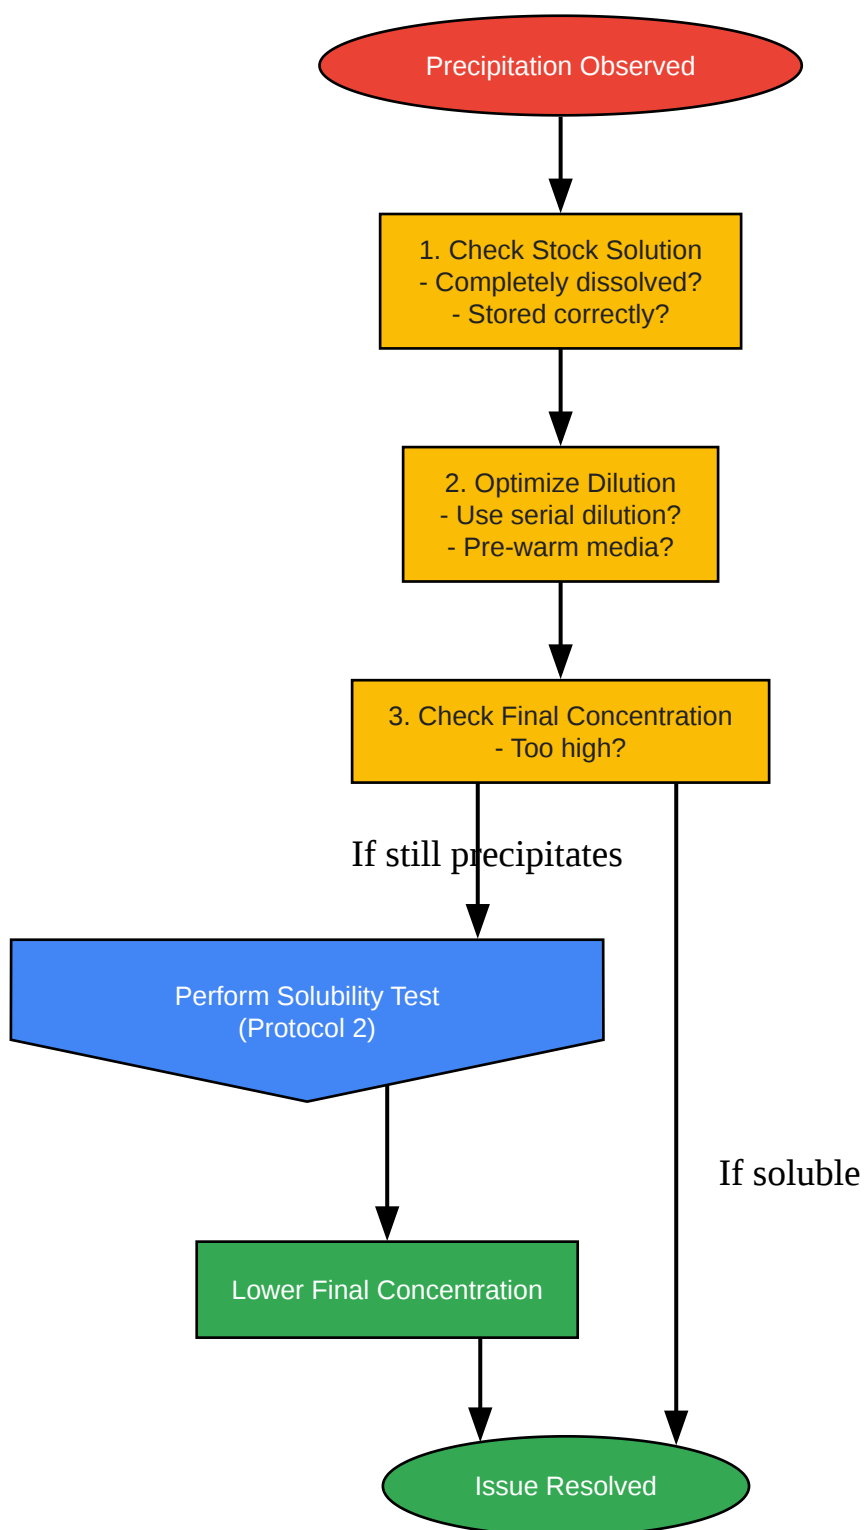 Precipitation Observed
1. Check Stock Solution
- Completely dissolved?
- Stored correctly?
2. Optimize Dilution
- Use serial dilution?
- Pre-warm media?
3. Check Final Concentration
- Too high?
If still precipitates
Perform Solubility Test
(Protocol 2)
If soluble
Lower Final Concentration
Issue Resolved